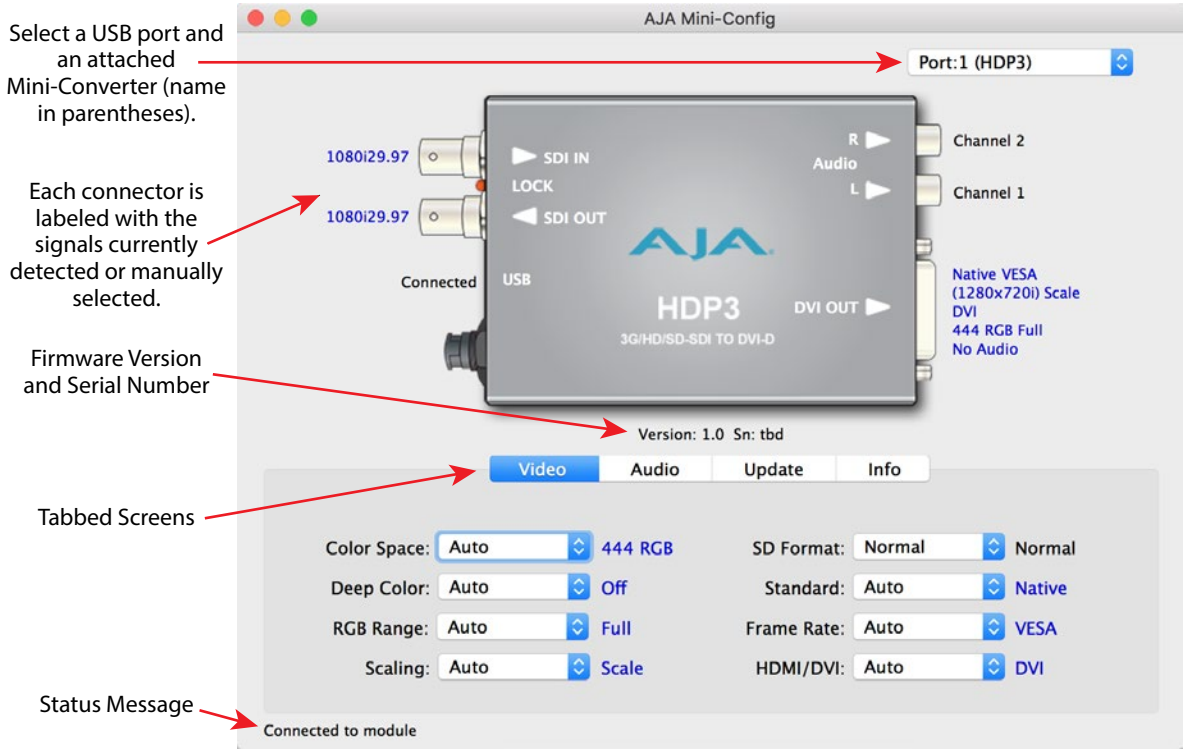 AJA Mini-Config
Select a USB port and
an attached
Mini-Converter (name
in parentheses).
Port:1 (HDP3)
1080i29.97
SDI IN
R
Audio
Channel 2
Each connector is
labeled with the
signals currently
detected or manually
selected.
LOCK
L
Channel 1
1080i29.97
SDI OUT
AJA
Connected
USB
HDP3
DVI OUT
3G/HD/SD-SDI TO DVI-D
Native VESA
(1280x720i) Scale
DVI
444 RGB Full
No Audio
Firmware Version
and Serial Number
Version: 1.0 Sn: tbd
Video Audio Update Info
Tabbed Screens
Color Space: Auto 444 RGB
SD Format: Normal Normal
Deep Color: Auto Off
Standard: Auto Native
RGB Range: Auto Full
Frame Rate: Auto VESA
Scaling: Auto Scale
HDMI/DVI: Auto DVI
Status Message
Connected to module